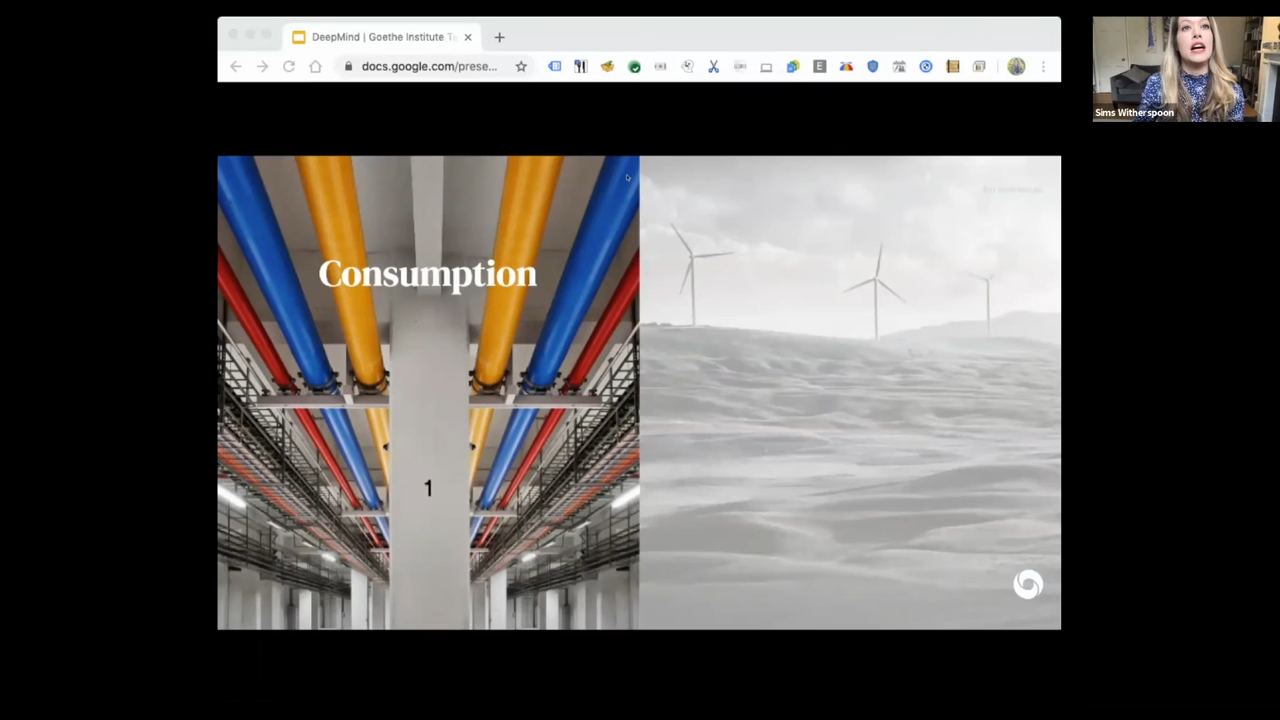 DeepMind | Goethe Institute
docs.google.com/prese...
Sims Witherspoon
Consumption
1